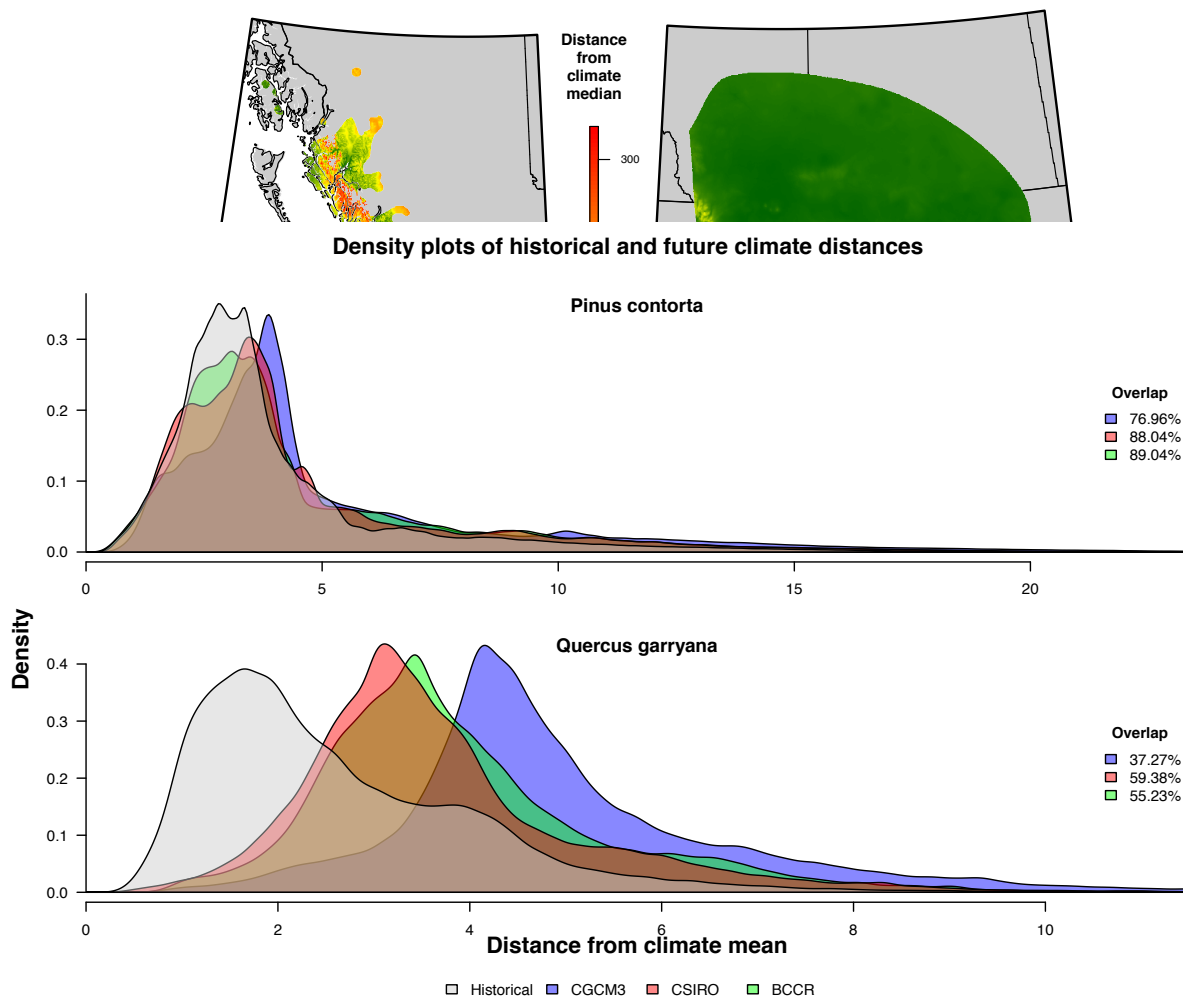 Distance
from
climate
median
300
Density plots of historical and future climate distances
Pinus contorta
0.3
0.2
0.1
0.0
Overlap
76.96%
88.04%
89.04%
0 5 10 15 20
Density
Quercus garryana
0.4
0.3
0.2
0.1
0.0
Overlap
37.27%
59.38%
55.23%
0 2 4 6 8 10
Distance from climate mean
Historical CGCM3 CSIRO BCCR